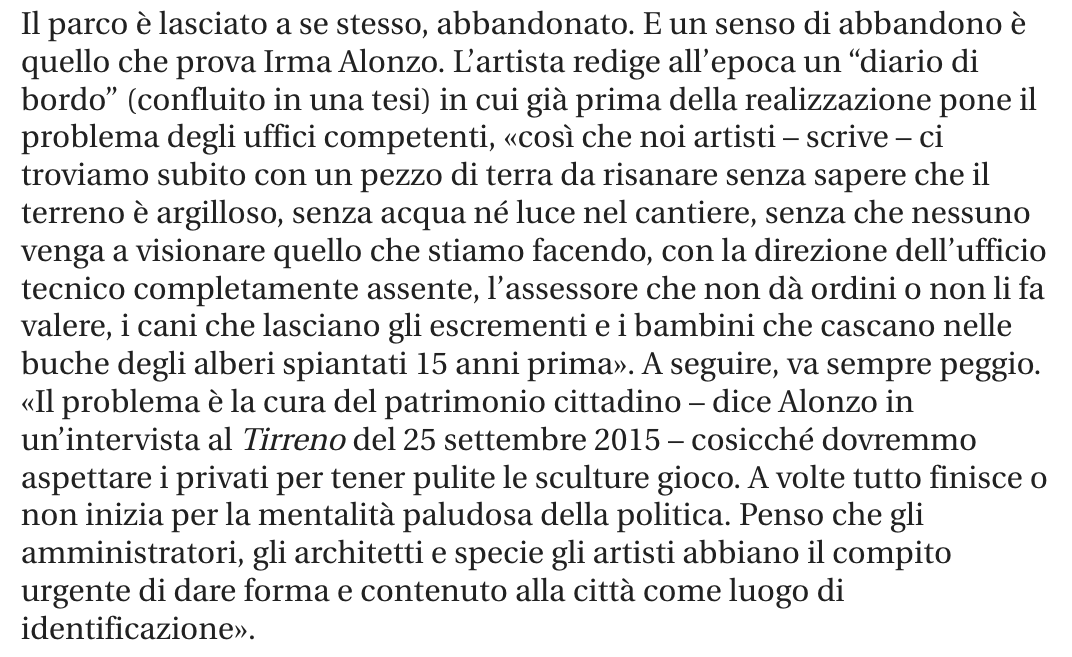 Il parco è lasciato a se stesso, abbandonato. E un senso di abbandono è
quello che prova Irma Alonzo. L’artista redige all’epoca un “diario di
bordo” (confluito in una tesi) in cui già prima della realizzazione pone il
problema degli uffici competenti, «così che noi artisti – scrive – ci
troviamo subito con un pezzo di terra da risanare senza sapere che il
terreno è argilloso, senza acqua né luce nel cantiere, senza che nessuno
venga a visionare quello che stiamo facendo, con la direzione dell’ufficio
tecnico completamente assente, l’assessore che non dà ordini o non li fa
valere, i cani che lasciano gli escrementi e i bambini che cascano nelle
buche degli alberi spiantati 15 anni prima». A seguire, va sempre peggio.
«Il problema è la cura del patrimonio cittadino – dice Alonzo in
un’intervista al Tirreno del 25 settembre 2015 – cosicché dovremmo
aspettare i privati per tener pulite le sculture gioco. A volte tutto finisce o
non inizia per la mentalità paludosa della politica. Penso che gli
amministratori, gli architetti e specie gli artisti abbiano il compito
urgente di dare forma e contenuto alla città come luogo di
identificazione».